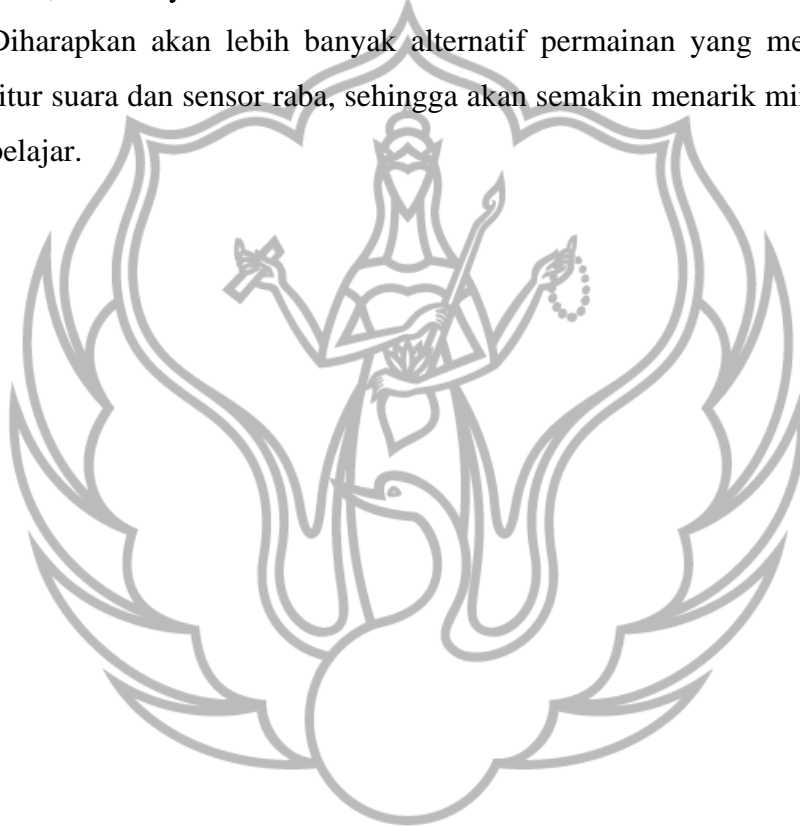 Diharapkan akan lebih banyak alternatif permainan yang me
itur suara dan sensor raba, sehingga akan semakin menarik mi
belajar.